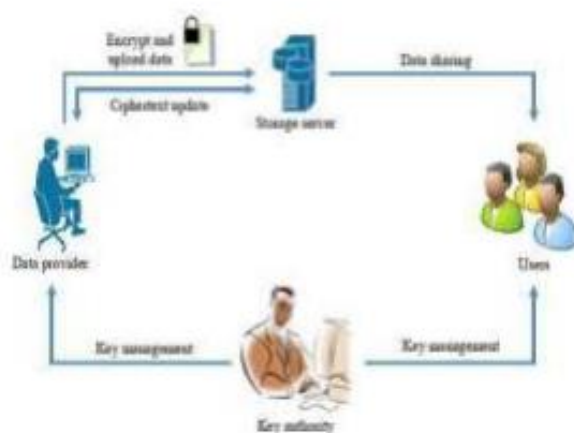 Encrypt and
upload data
Ciphertext update
Storage server
Data sharing
Data provider
Users
Key management
Key management
Key authority